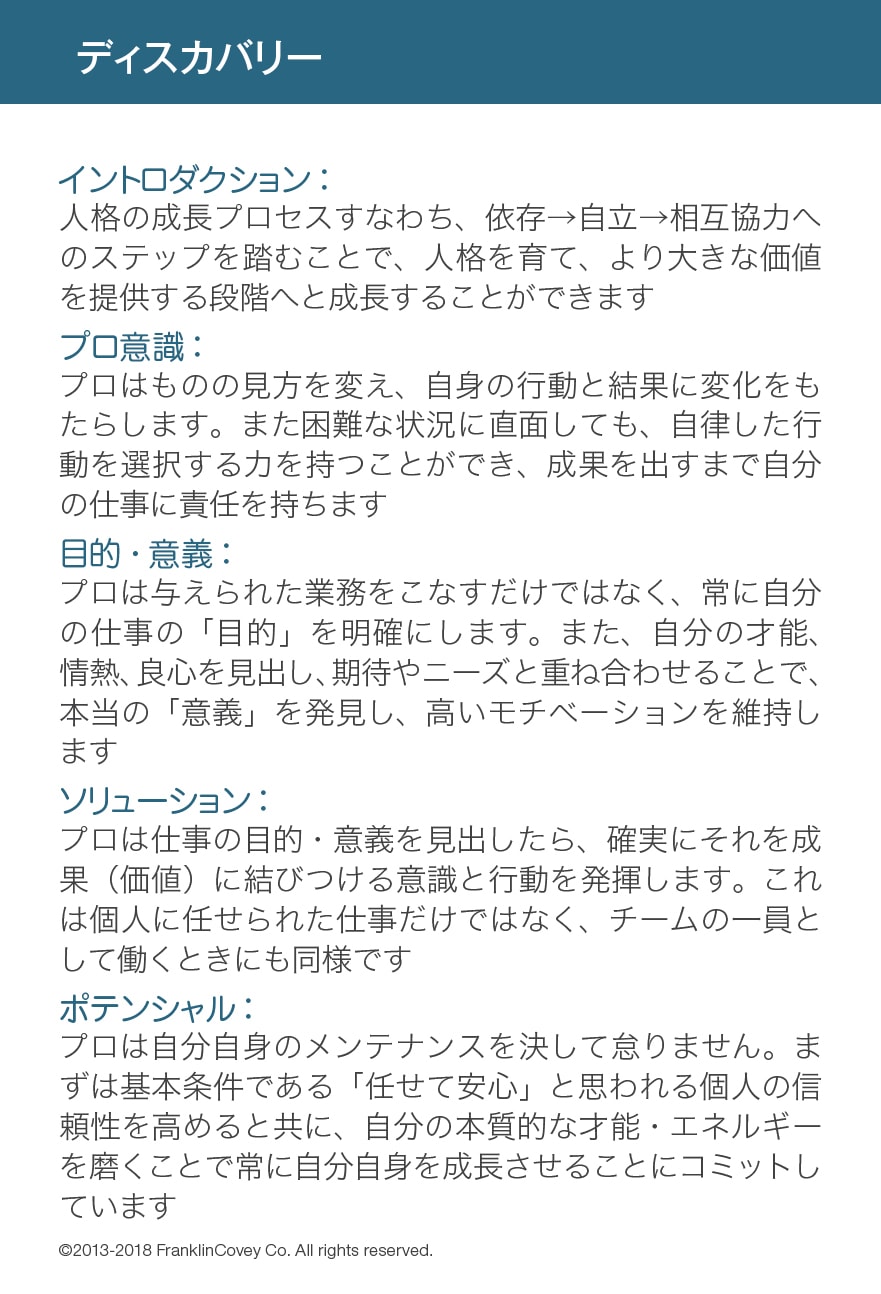 ディスカバリー
イントロダクション：
人格の成長プロセスすなわち、依存→自立→相互協力へ
のステップを踏むことで、人格を育て、より大きな価値
を提供する段階へと成長することができます
プロ意識：
プロはものの見方を変え、自身の行動と結果に変化をも
たらします。また困難な状況に直面しても、自律した行
動を選択する力を持つことができ、成果を出すまで自分
の仕事に責任を持ちます
目的・意義：
プロは与えられた業務をこなすだけではなく、常に自分
の仕事の「目的」を明確にします。また、自分の才能、
情熱、良心を見出し、期待やニーズと重ね合わせることで、
本当の「意義」を発見し、高いモチベーションを維持し
ます
ソリューション：
プロは仕事の目的・意義を見出したら、確実にそれを成
果（価値）に結びつける意識と行動を発揮します。これ
は個人に任せられた仕事だけではなく、チームの一員と
して働くときにも同様です
ポテンシャル：
プロは自分自身のメンテナンスを決して怠りません。ま
ずは基本条件である「任せて安心」と思われる個人の信
頼性を高めると共に、自分の本質的な才能・エネルギー
を磨くことで常に自分自身を成長させることにコミットし
ています
©2013-2018 FranklinCovey Co. All rights reserved.